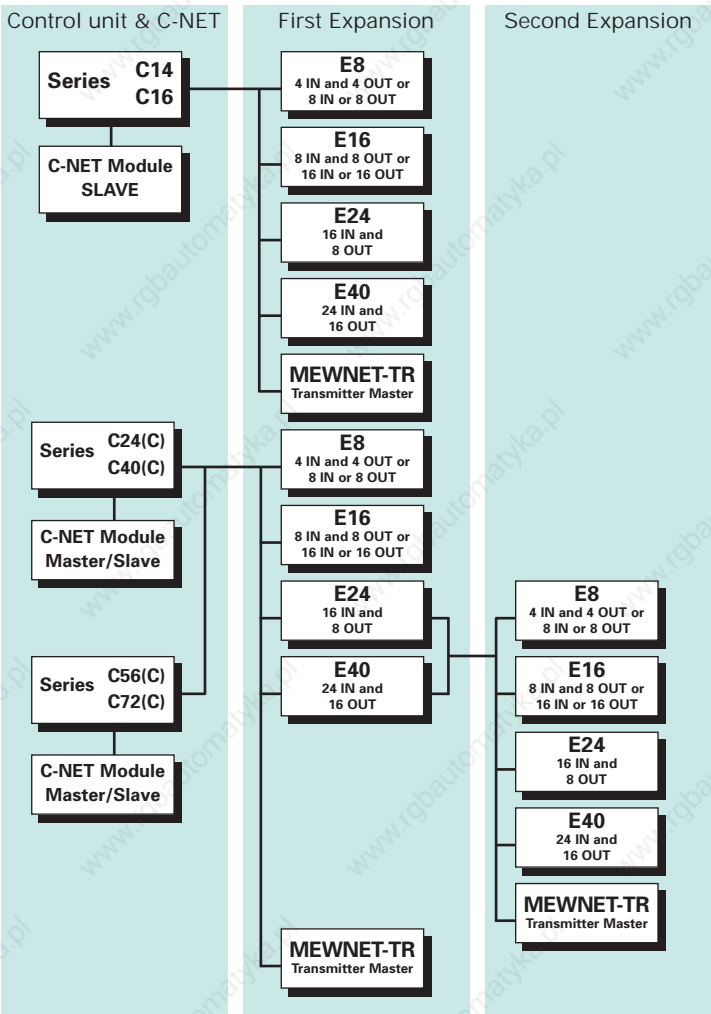 Control unit & C-NET
First Expansion
Second Expansion
Series C14
C16
C-NET Module
SLAVE
E8
4 IN and 4 OUT or
8 IN or 8 OUT
E16
8 IN and 8 OUT or
16 IN or 16 OUT
E24
16 IN and
8 OUT
E40
24 IN and
16 OUT
MEWNET-TR
Transmitter Master
Series C24(C)
C40(C)
C-NET Module
Master/Slave
Series C56(C)
C72(C)
C-NET Module
Master/Slave
E8
4 IN and 4 OUT or
8 IN or 8 OUT
E16
8 IN and 8 OUT or
16 IN or 16 OUT
E24
16 IN and
8 OUT
E40
24 IN and
16 OUT
MEWNET-TR
Transmitter Master
E8
4 IN and 4 OUT or
8 IN or 8 OUT
E16
8 IN and 8 OUT or
16 IN or 16 OUT
E24
16 IN and
8 OUT
E40
24 IN and
16 OUT
MEWNET-TR
Transmitter Master
www.rgbautomatyka.pl